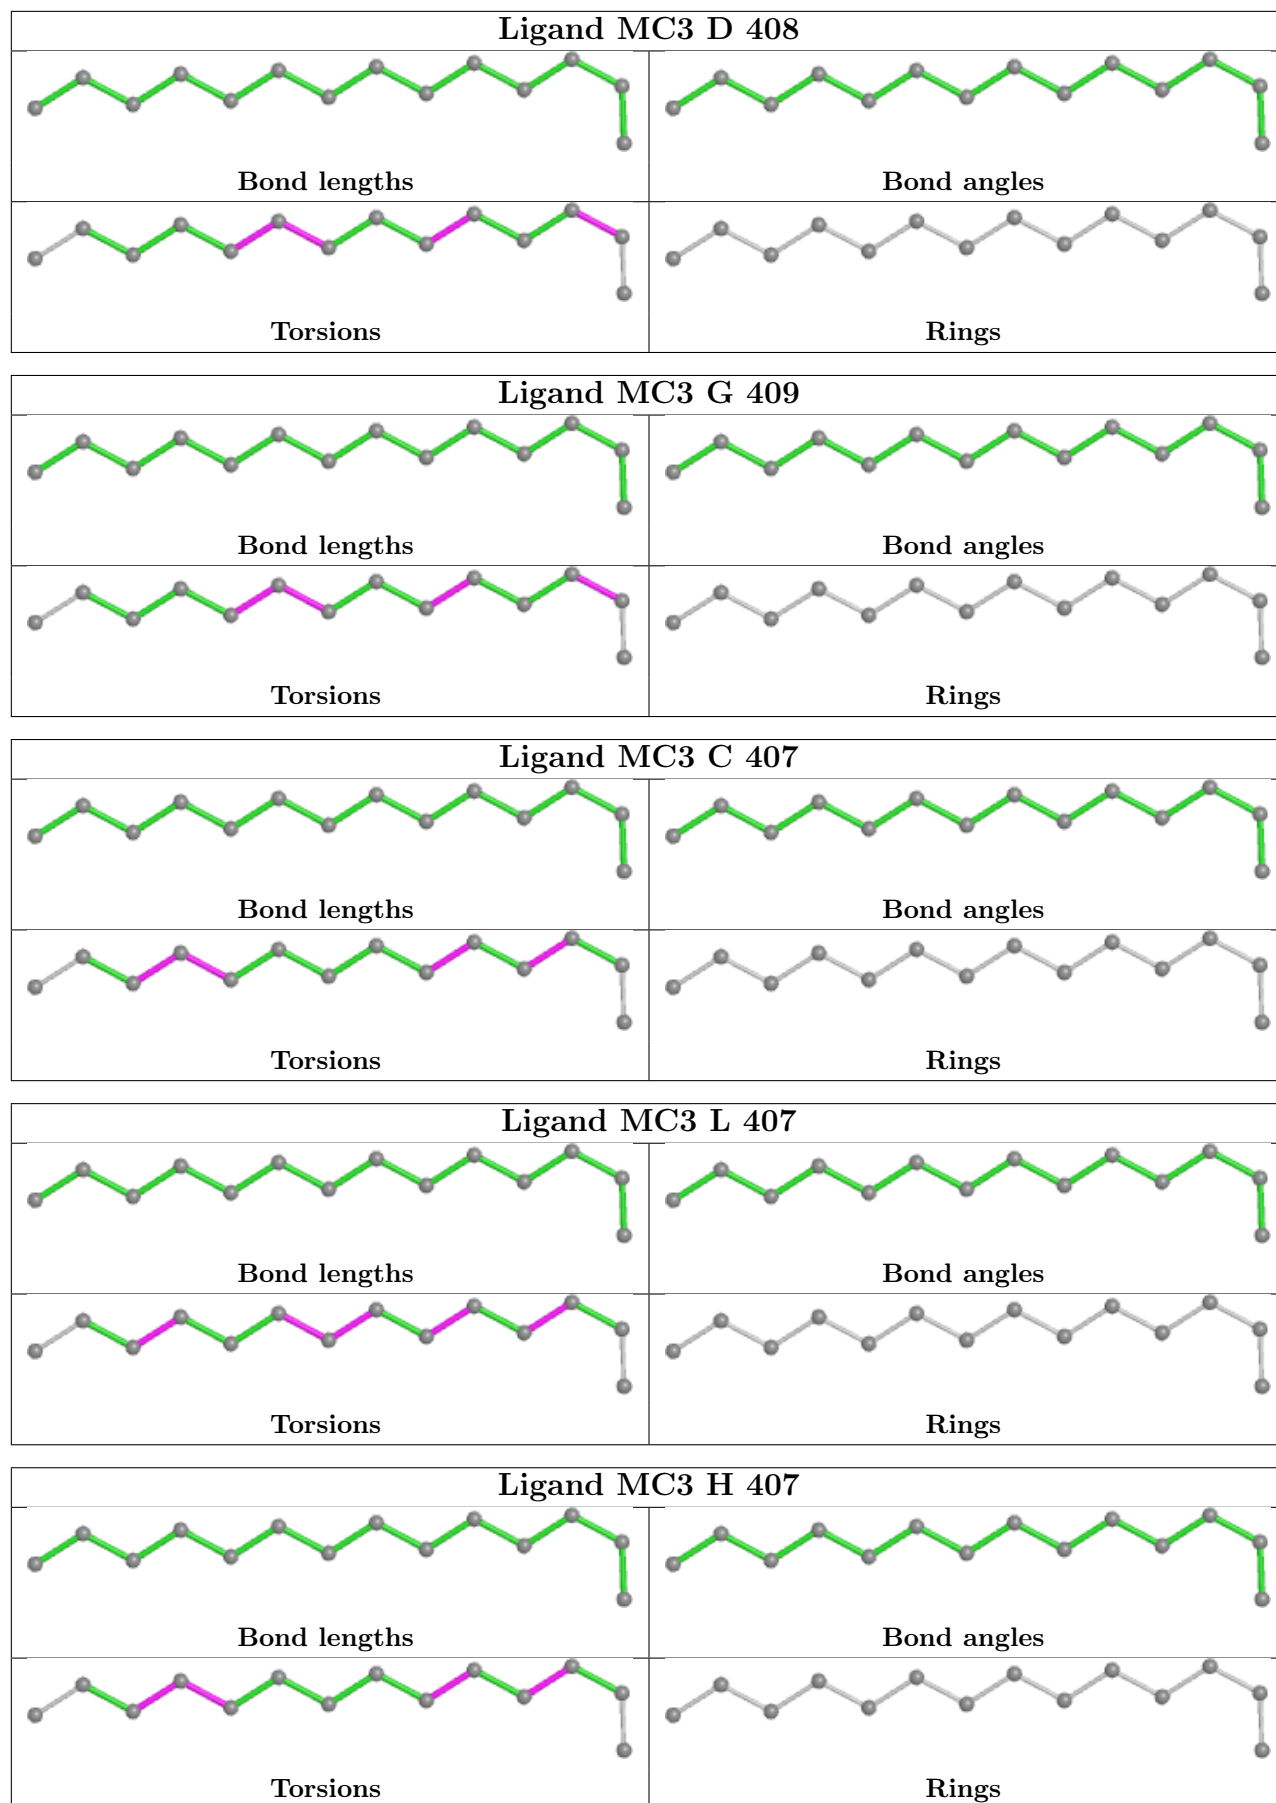 Ligand MC3 D 408
Bond lengths
Bond angles
Torsions
Rings
Ligand MC3 G 409
Bond lengths
Bond angles
Torsions
Rings
Ligand MC3 C 407
Bond lengths
Bond angles
Torsions
Rings
Ligand MC3 L 407
Bond lengths
Bond angles
Torsions
Rings
Ligand MC3 H 407
Bond lengths
Bond angles
Torsions
Rings